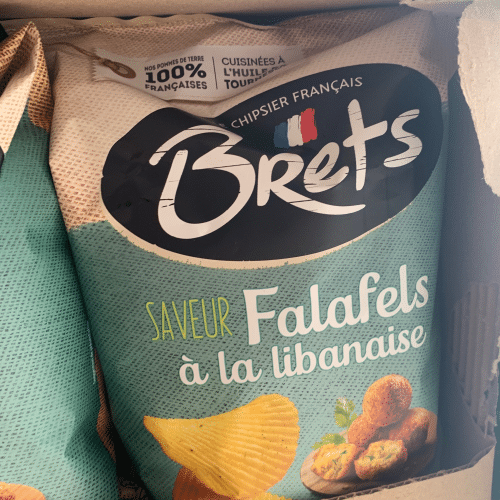 NOS POMMES DE TERRE
100%
FRANÇAISES
CUISINÉES À
L'HUILE
CHIPSIER FRANÇAIS
BRETS
SAVEUR Falafels
à la libanaise